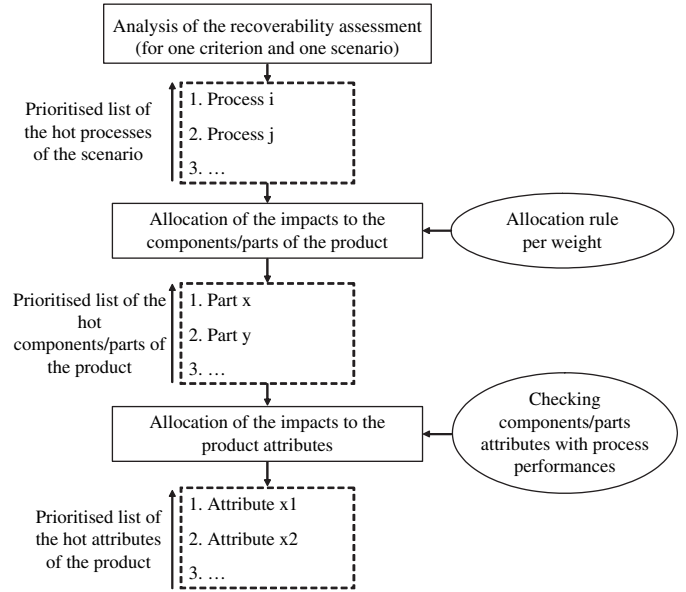 Analysis of the recoverability assessment
(for one criterion and one scenario)
Prioritised list of
the hot processes
of the scenario
1. Process i
2. Process j
3. ...
Allocation of the impacts to the
components/parts of the product
Allocation rule
per weight
Prioritised list of the
hot
components/parts of
the product
1. Part x
2. Part y
3. ...
Allocation of the impacts to the
product attributes
Checking
components/parts
attributes with process
performances
Prioritised list of
the hot attributes
of the product
1. Attribute x1
2. Attribute x2
3. ...